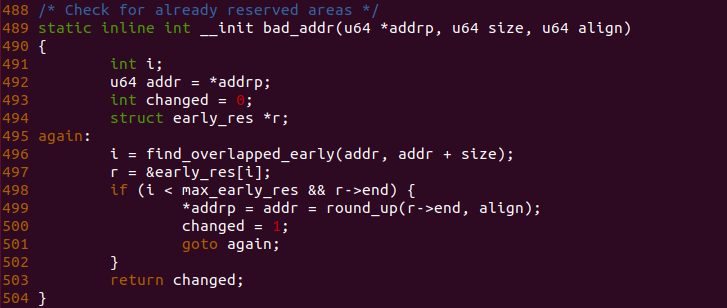 488 /* Check for already reserved areas */
489 static inline int __init bad_addr(u64 *addrp, u64 size, u64 align)
490 {
491         int i;
492         u64 addr = *addrp;
493         int changed = 0;
494         struct early_res *r;
495 again:
496         i = find_overlapped_early(addr, addr + size);
497         r = &early_res[i];
498         if (i < max_early_res && r->end) {
499                 *addrp = addr = round_up(r->end, align);
500                 changed = 1;
501                 goto again;
502         }
503         return changed;
504 }